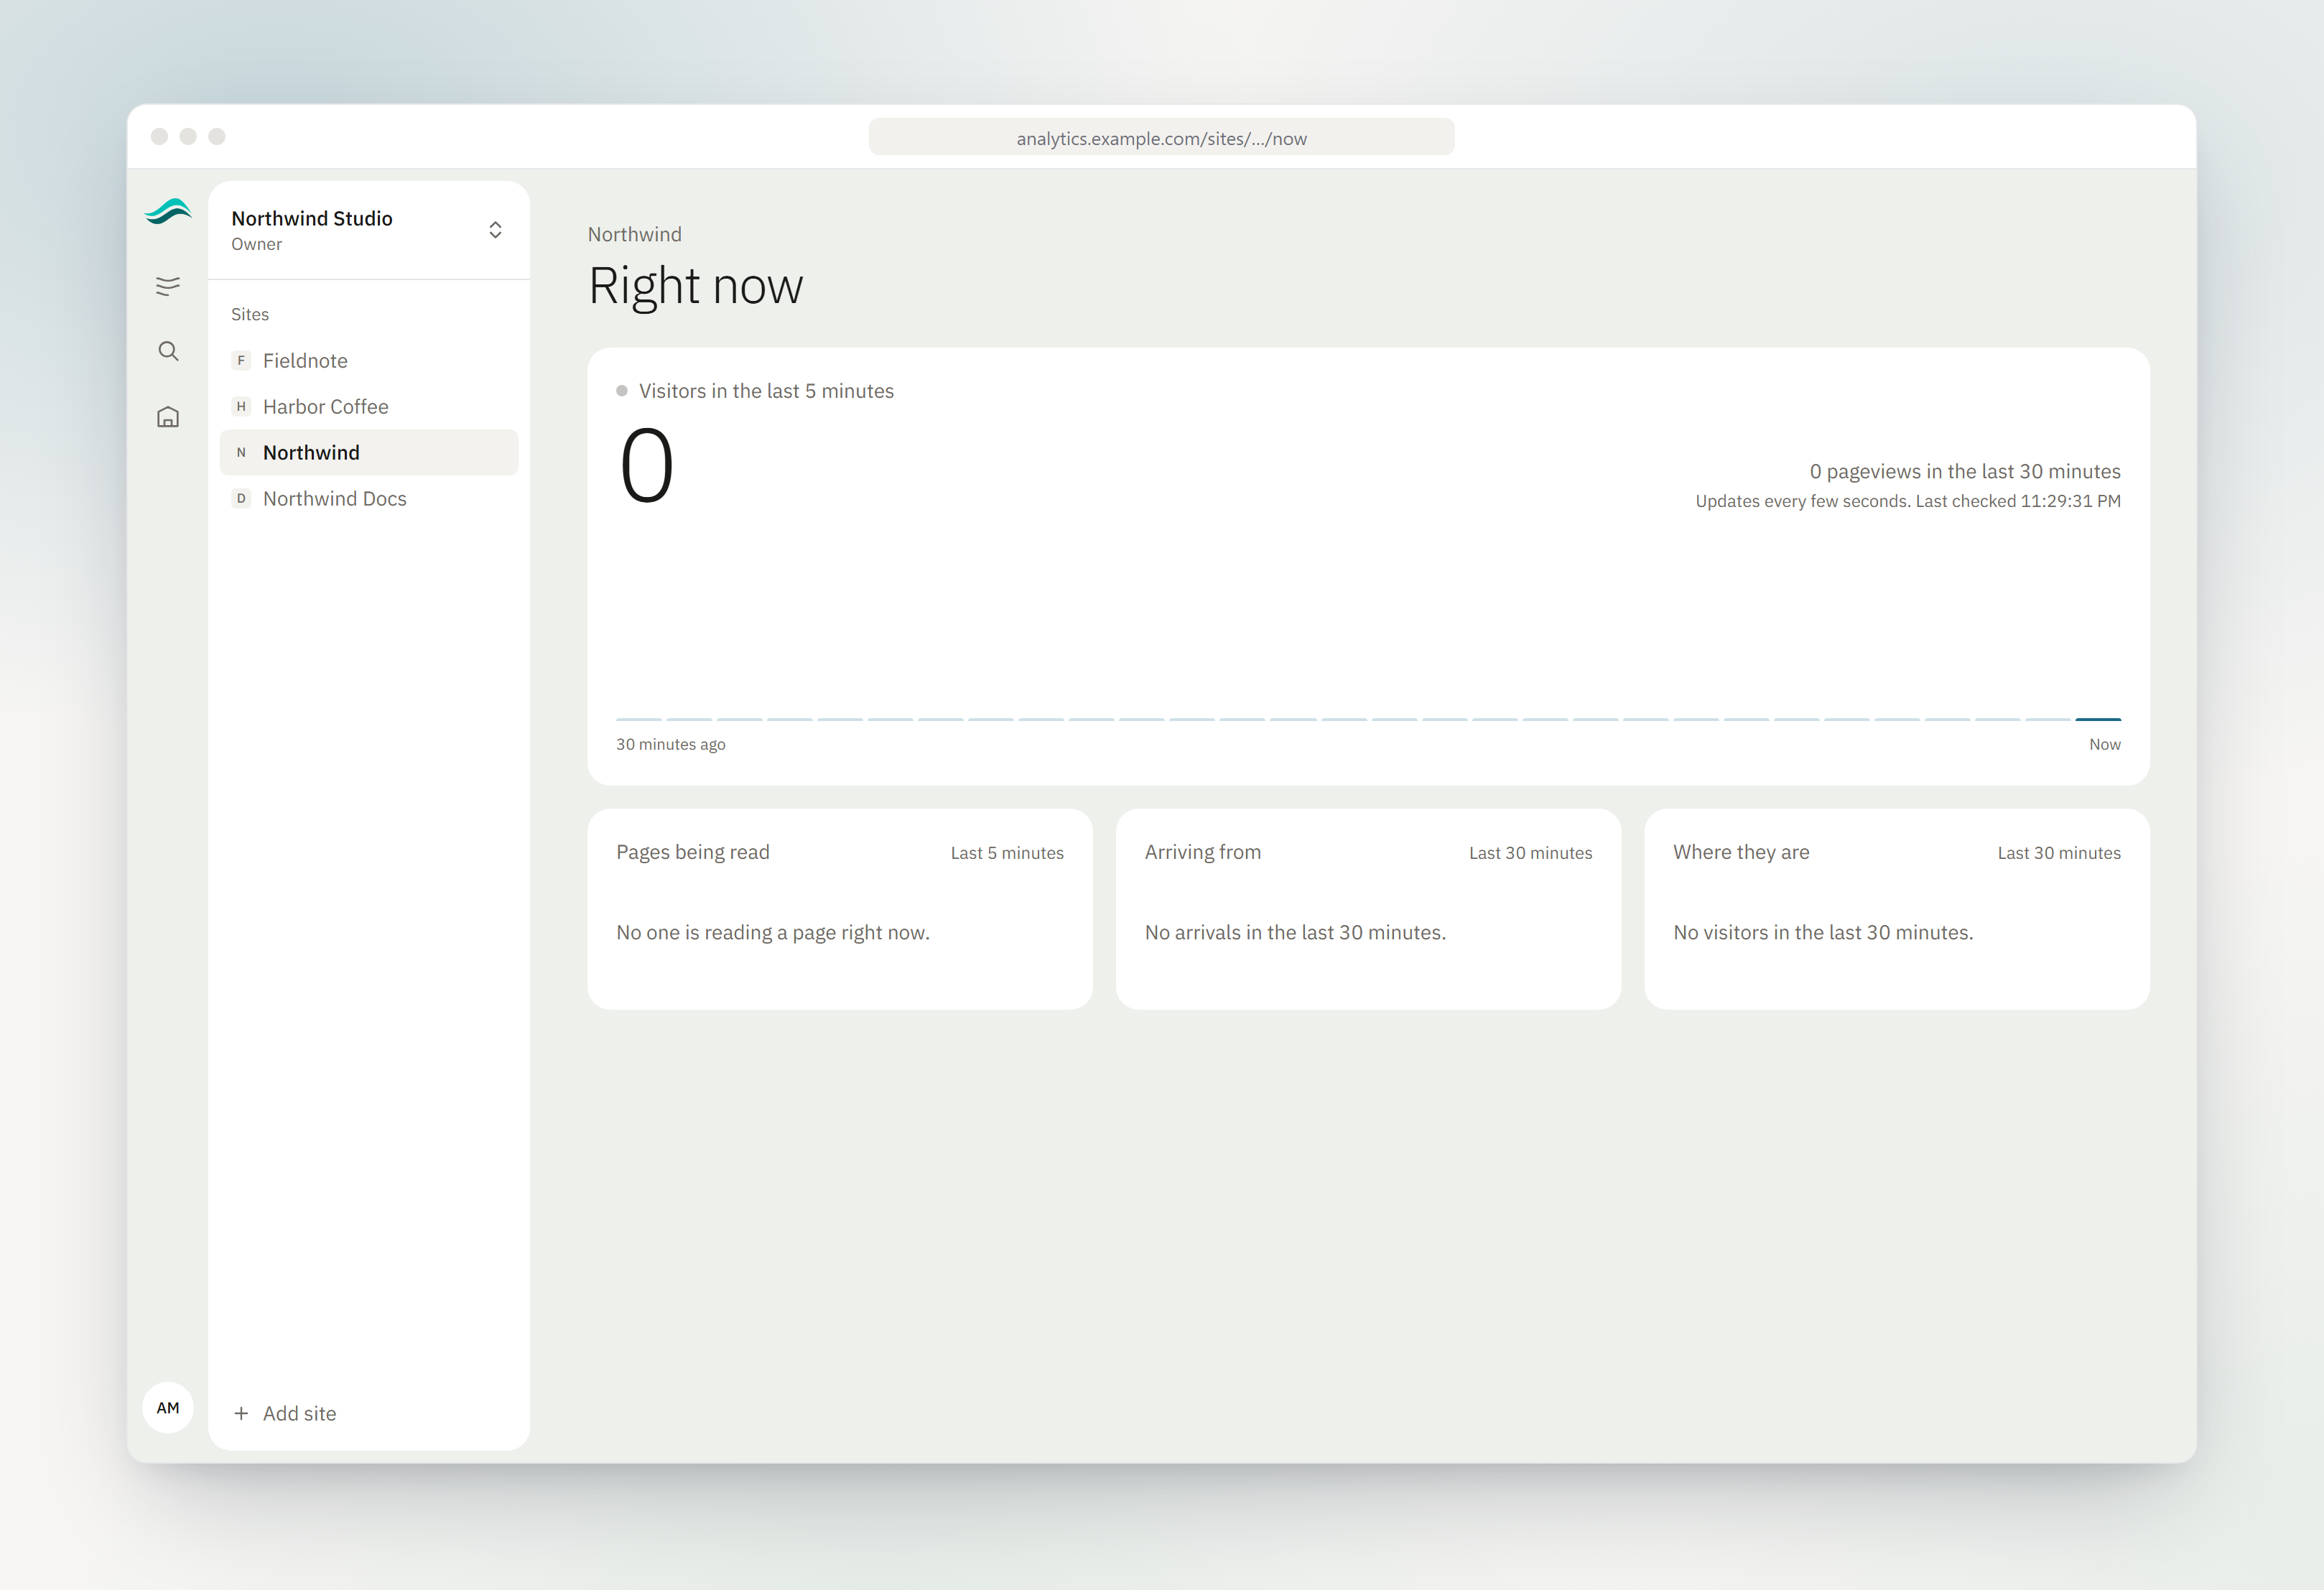 analytics.example.com/sites/.../now
Northwind Studio
Owner
Sites
F Fieldnote
H Harbor Coffee
N Northwind
D Northwind Docs
+ Add site
AM
Northwind
Right now
Visitors in the last 5 minutes
0
0 pageviews in the last 30 minutes
Updates every few seconds. Last checked 11:29:31 PM
30 minutes ago
Now
Pages being read
Last 5 minutes
No one is reading a page right now.
Arriving from
Last 30 minutes
No arrivals in the last 30 minutes.
Where they are
Last 30 minutes
No visitors in the last 30 minutes.